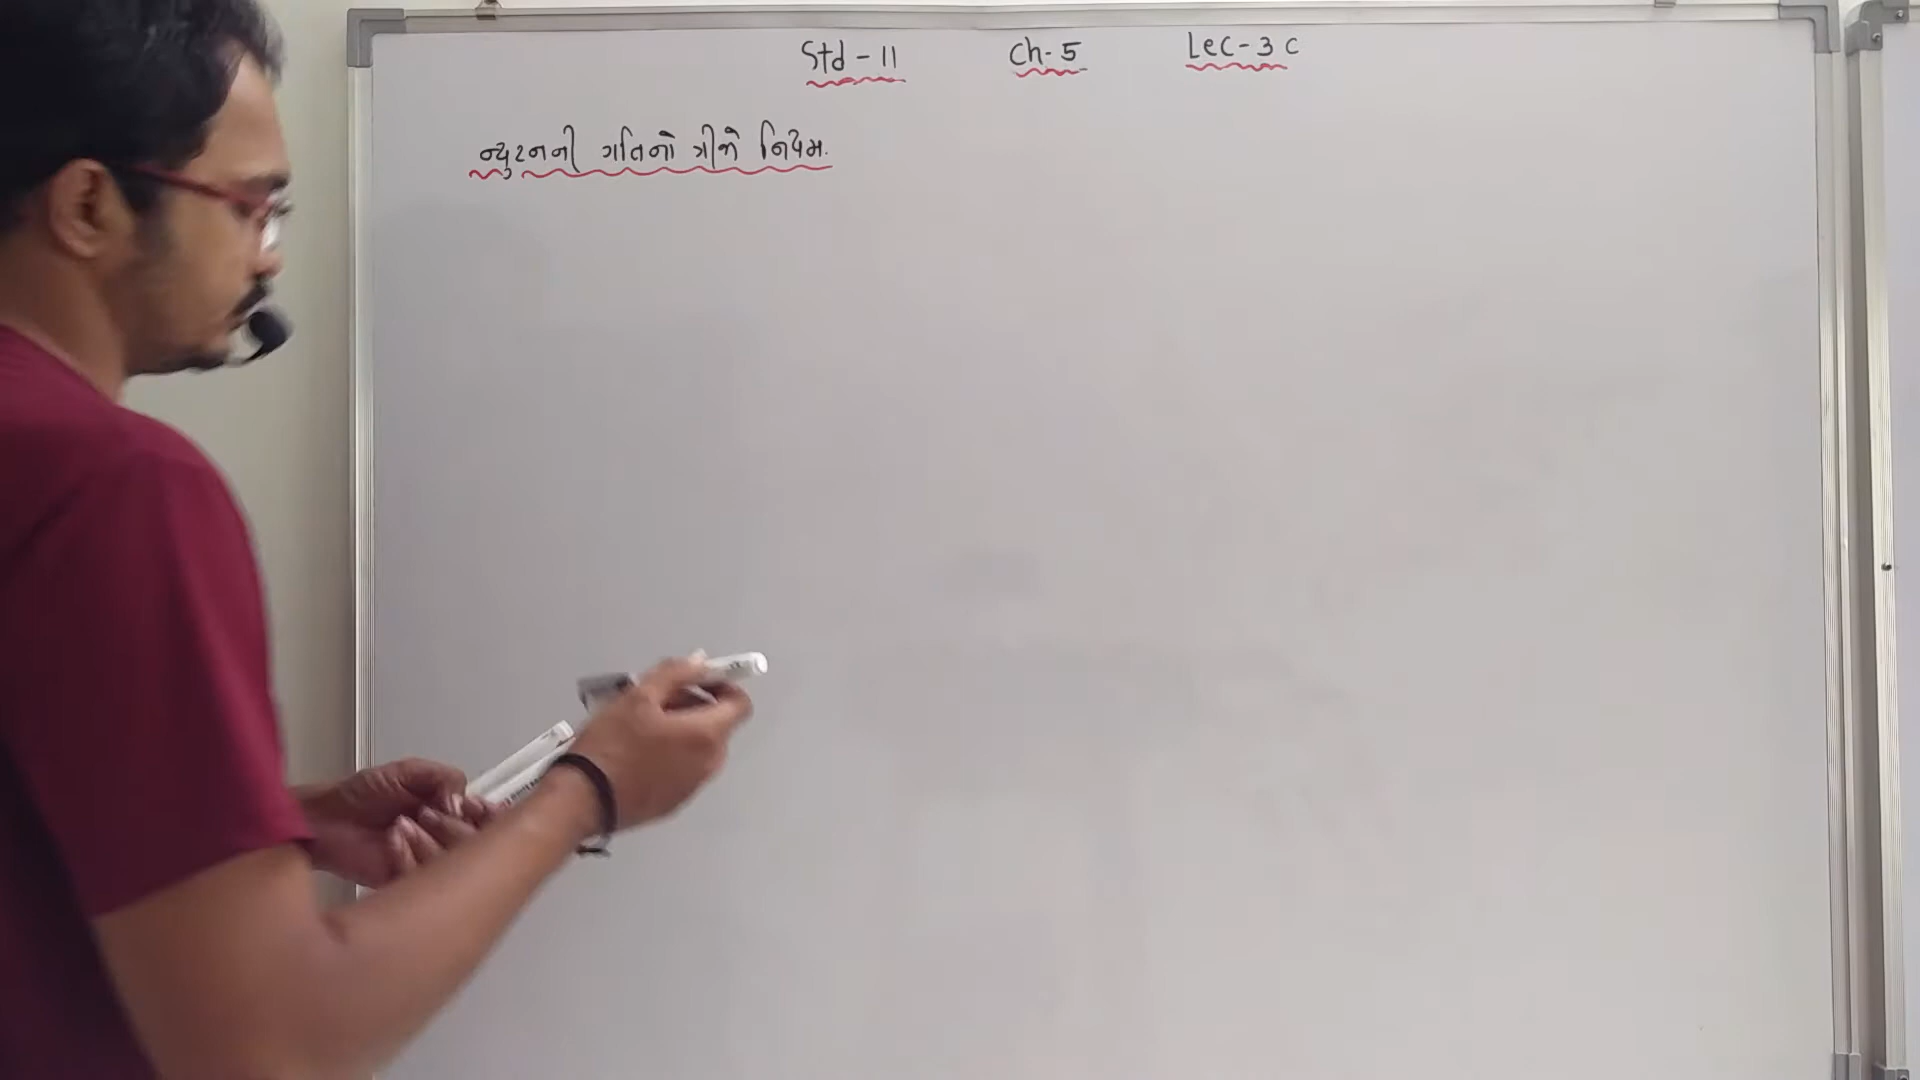 Std - 11 Ch - 5 Lec - 3 C
ન્યુટનની ગતિનો ત્રીજો નિયમ.